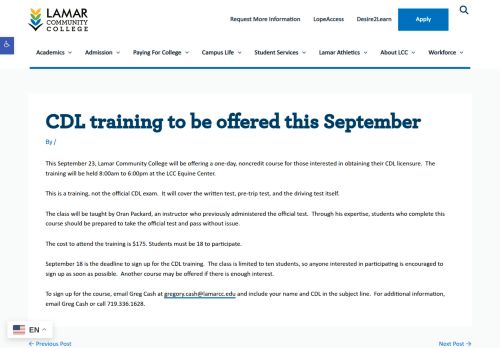 LAMAR
COMMUNITY
COLLEGE
Request More Information LopeAccess Desire2Learn Apply
Academics Admission Paying For College Campus Life Student Services Lamar Athletics About LCC Workforce
CDL training to be offered this September
By /
This September 23, Lamar Community College will be offering a one-day, noncredit course for those interested in obtaining their CDL licensure. The
training will be held 8:00am to 6:00pm at the LCC Equine Center.
This is a training, not the official CDL exam. It will cover the written test, pre-trip test, and the driving test itself.
The class will be taught by Oran Packard, an instructor who previously administered the official test. Through his expertise, students who complete this
course should be prepared to take the official test and pass without issue.
The cost to attend the training is $175. Students must be 18 to participate.
September 18 is the deadline to sign up for the CDL training. The class is limited to ten students, so anyone interested in participating is encouraged to
sign up as soon as possible. Another course may be offered if there is enough interest.
To sign up for the course, email Greg Cash at gregory.cash@lamarcc.edu and include your name and CDL in the subject line. For additional information,
email Greg Cash or call 719.336.1628.
EN
← Previous Post Next Post →